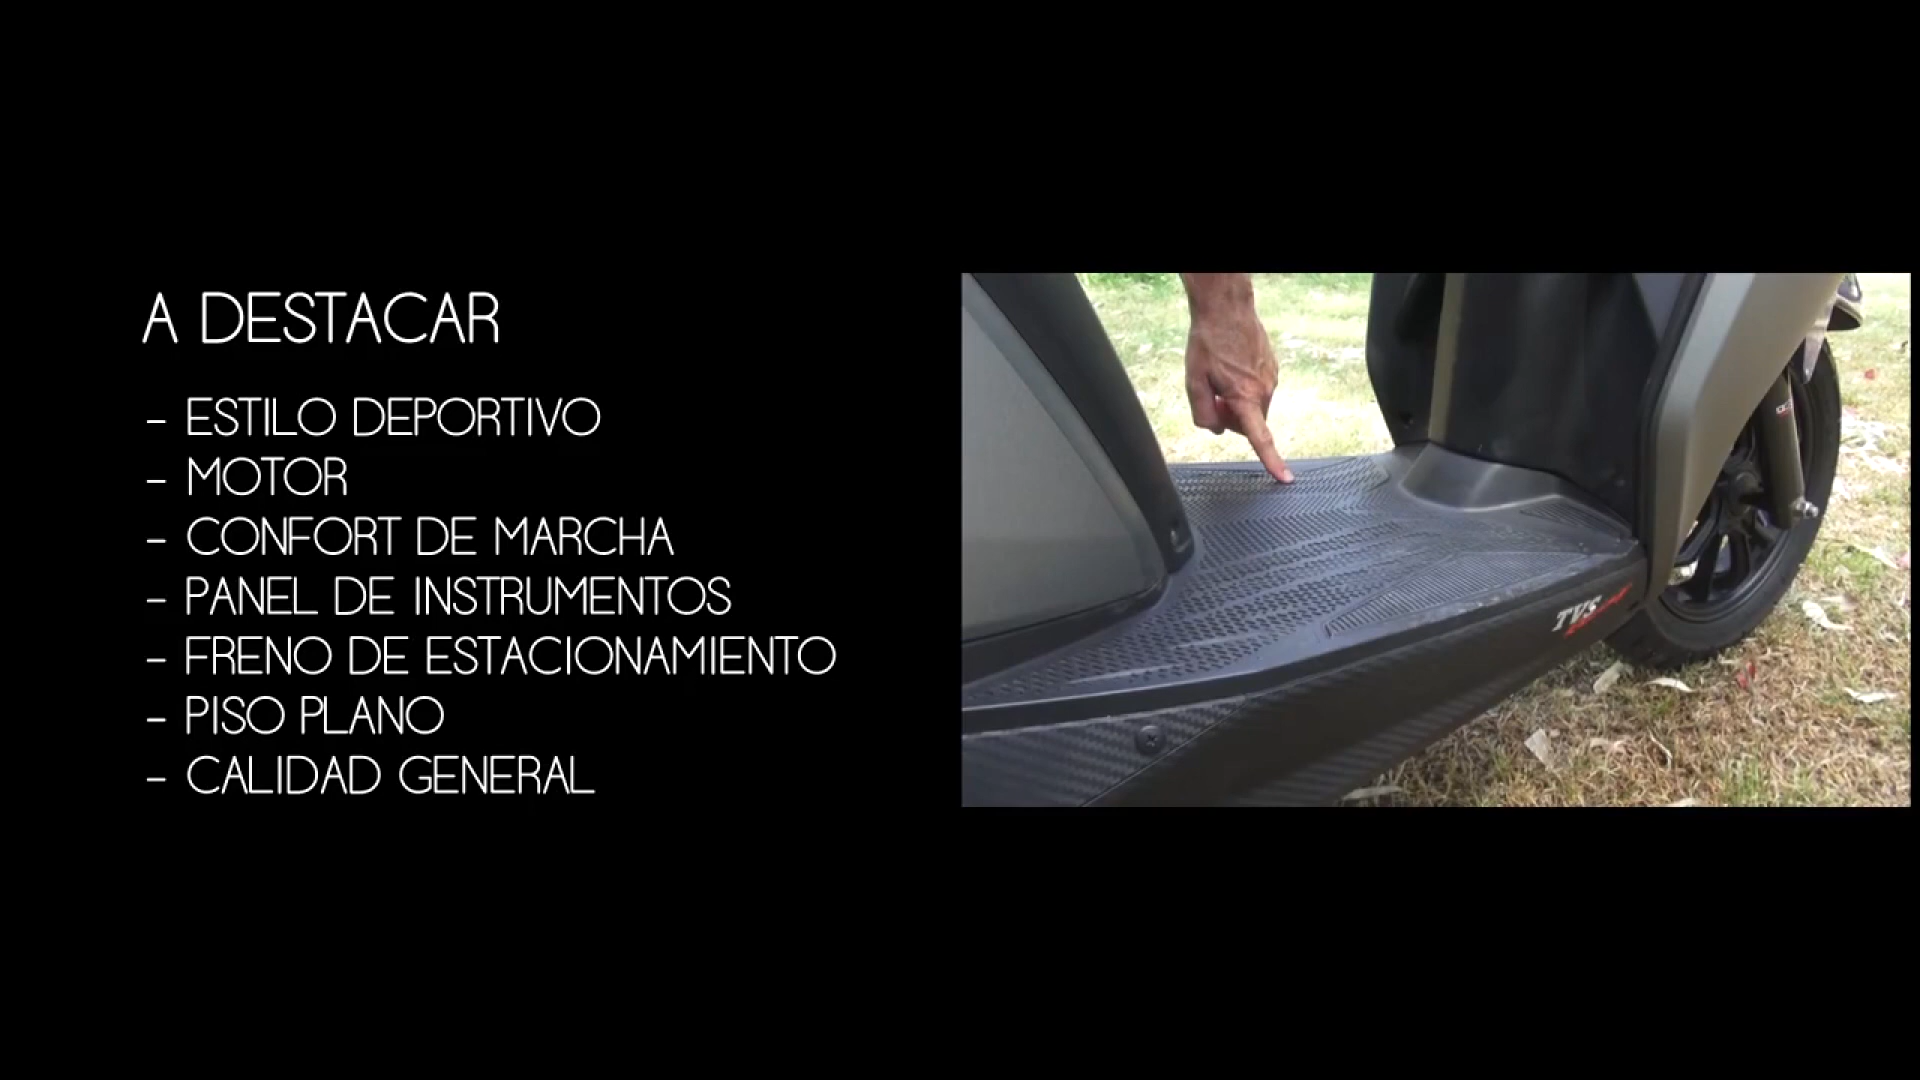 A DESTACAR
- ESTILO DEPORTIVO
- MOTOR
- CONFORT DE MARCHA
- PANEL DE INSTRUMENTOS
- FRENO DE ESTACIONAMIENTO
- PISO PLANO
- CALIDAD GENERAL
TVS